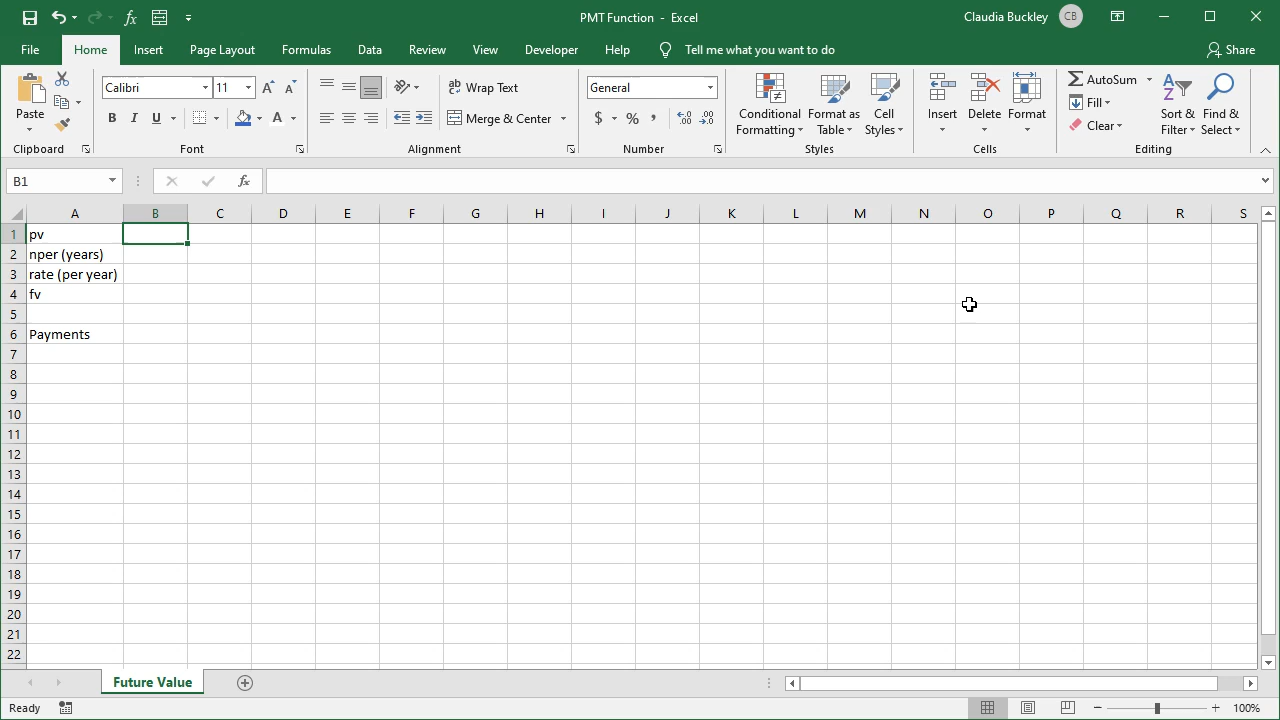 PMT Function - Excel
Claudia Buckley CB
File Home Insert Page Layout Formulas Data Review View Developer Help Tell me what you want to do Share
Paste
Clipboard
Calibri 11
B I U
Font
Wrap Text
Merge & Center
Alignment
General
$ % ,
Number
Conditional Formatting
Format as Table
Cell Styles
Styles
Insert Delete Format
Cells
AutoSum
Fill
Clear
Sort & Filter
Find & Select
Editing
B1 fx
A B C D E F G H I J K L M N O P Q R S
1 pv
2 nper (years)
3 rate (per year)
4 fv
5
6 Payments
7
8
9
10
11
12
13
14
15
16
17
18
19
20
21
22
Future Value
Ready 100%